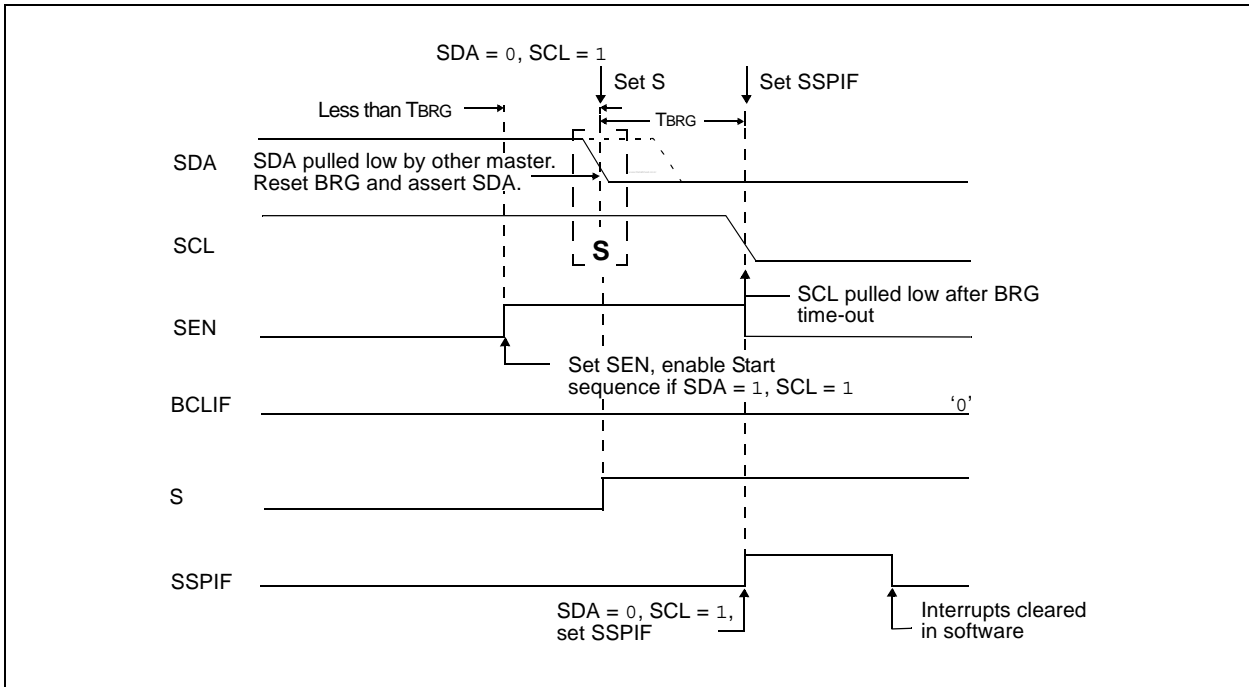 SDA = 0, SCL = 1
Set S
Set SSPIF
Less than TBRG
TBRG
SDA
SDA pulled low by other master.
Reset BRG and assert SDA.
SCL
S
SCL pulled low after BRG
time-out
SEN
Set SEN, enable Start
sequence if SDA = 1, SCL = 1
BCLIF
‘0’
S
SSPIF
SDA = 0, SCL = 1,
set SSPIF
Interrupts cleared
in software